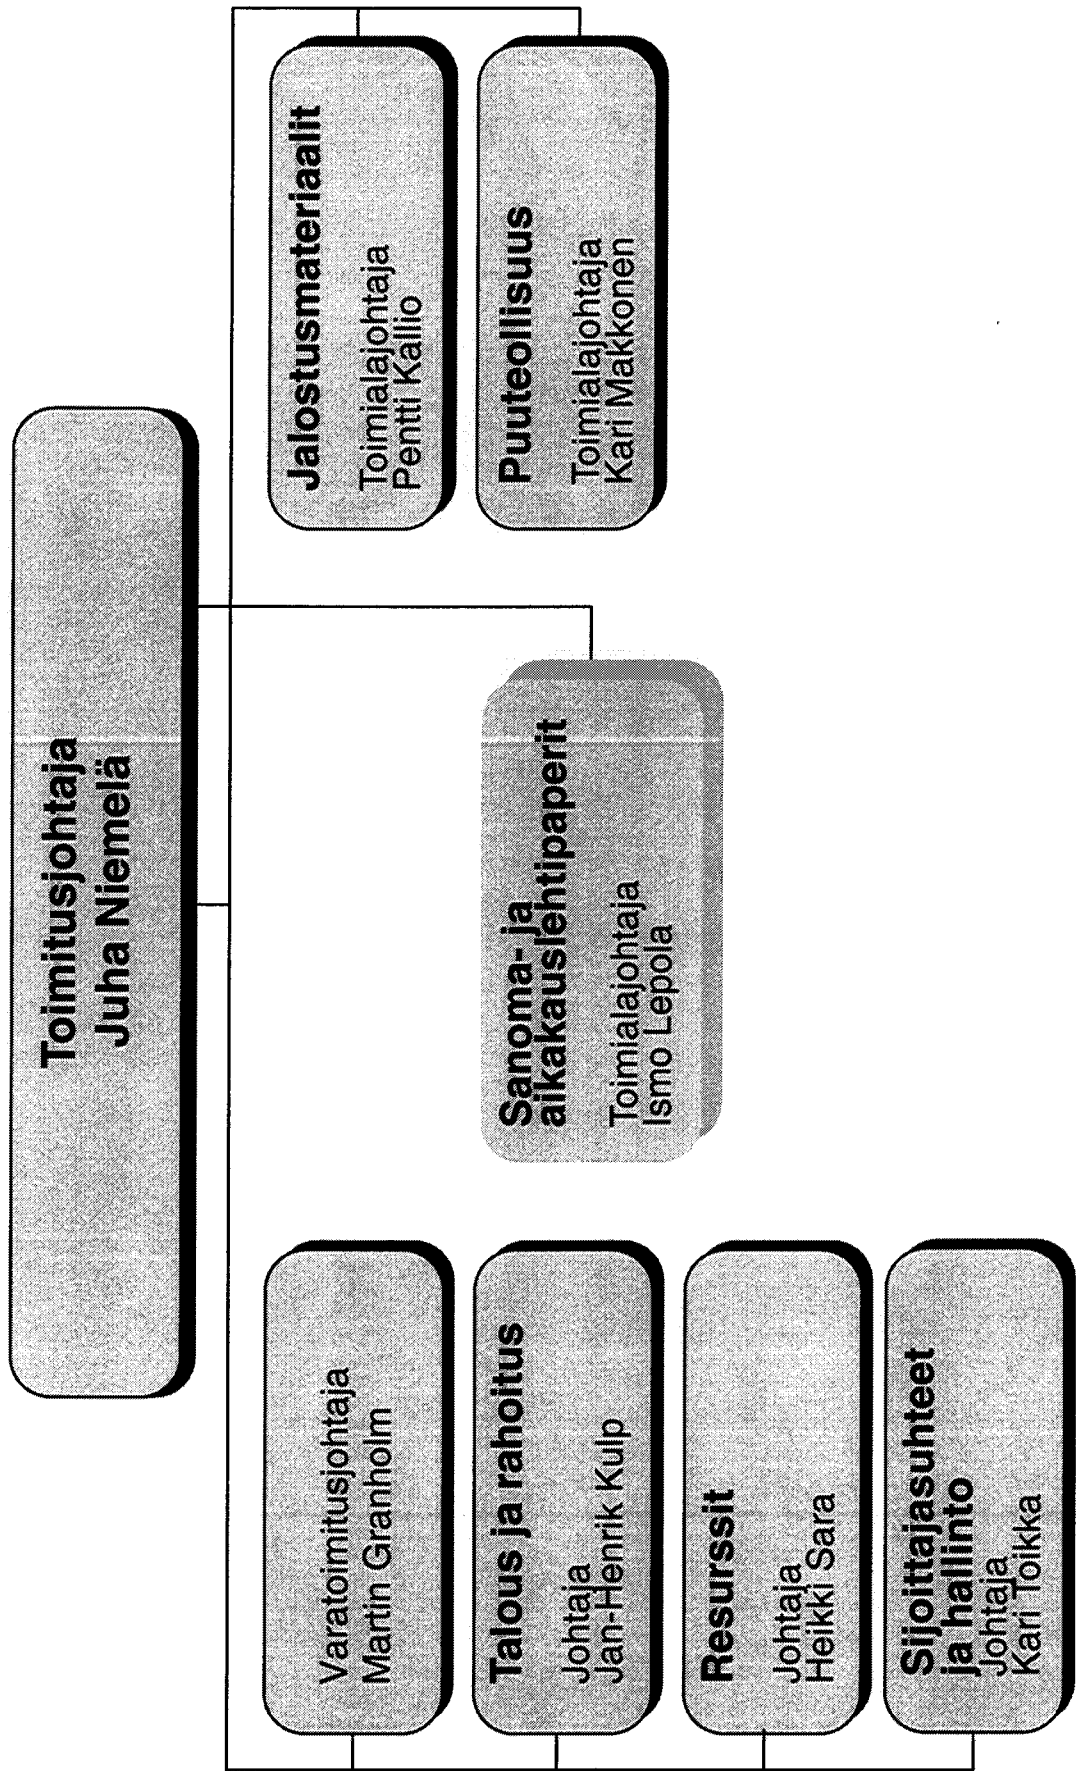 Toimitusjohtaja
Juha Niemelä
Varatoimitusjohtaja
Martin Granholm
Talous ja rahoitus
Johtaja
Jan-Henrik Kulp
Resurssit
Johtaja
Heikki Sara
Sijoittajasuhteet
ja hallinto
Johtaja
Kari Toikka
Sanoma- ja
aikakauslehtipaperit
Toimialajohtaja
Ismo Lepola
Jalostusmateriaalit
Toimialajohtaja
Pentti Kallio
Puuteollisuus
Toimialajohtaja
Kari Makkonen